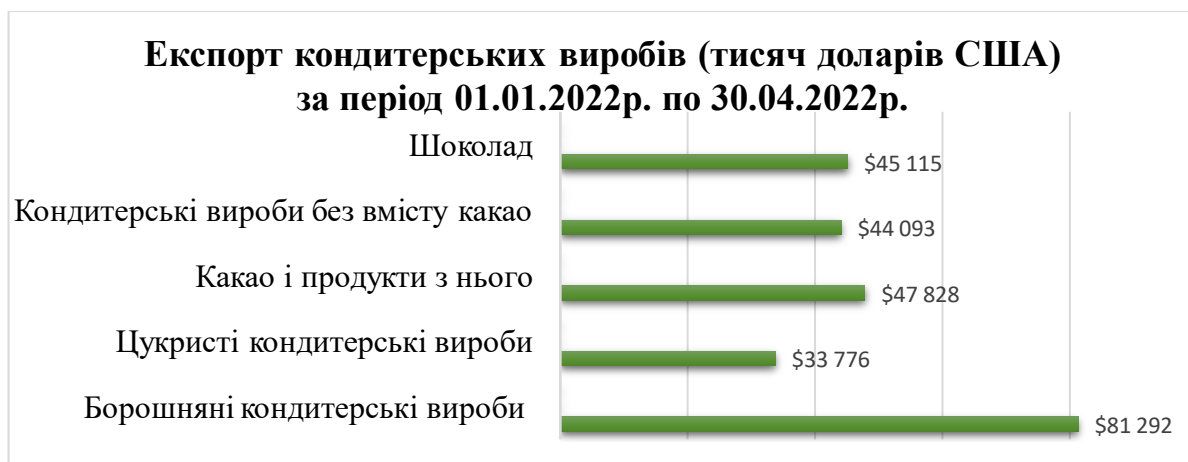 Експорт кондитерських виробів (тисяч доларів США)
за період 01.01.2022р. по 30.04.2022р.
Шоколад
$45 115
Кондитерські вироби без вмісту какао
$44 093
Какао і продукти з нього
$47 828
Цукристі кондитерські вироби
$33 776
Борошняні кондитерські вироби
$81 292